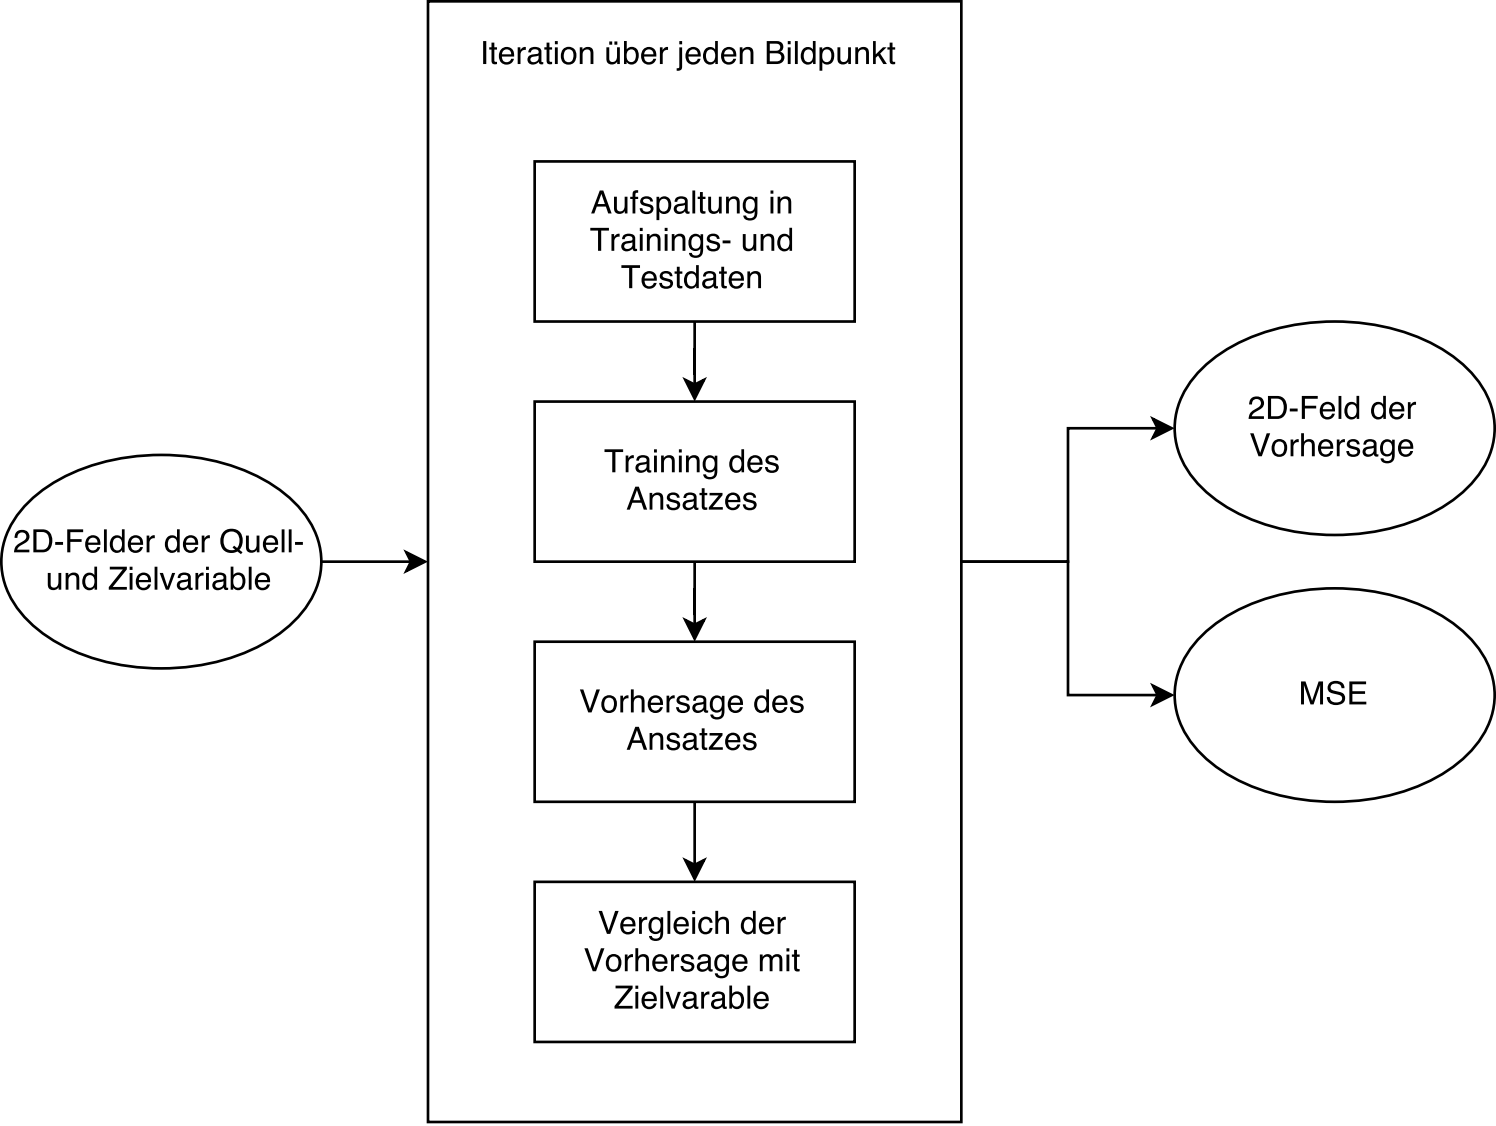 Iteration über jeden Bildpunkt
Aufspaltung in
Trainings- und
Testdaten
Training des
Ansatzes
Vorhersage des
Ansatzes
Vergleich der
Vorhersage mit
Zielvarable
2D-Felder der Quell-
und Zielvariable
2D-Feld der
Vorhersage
MSE